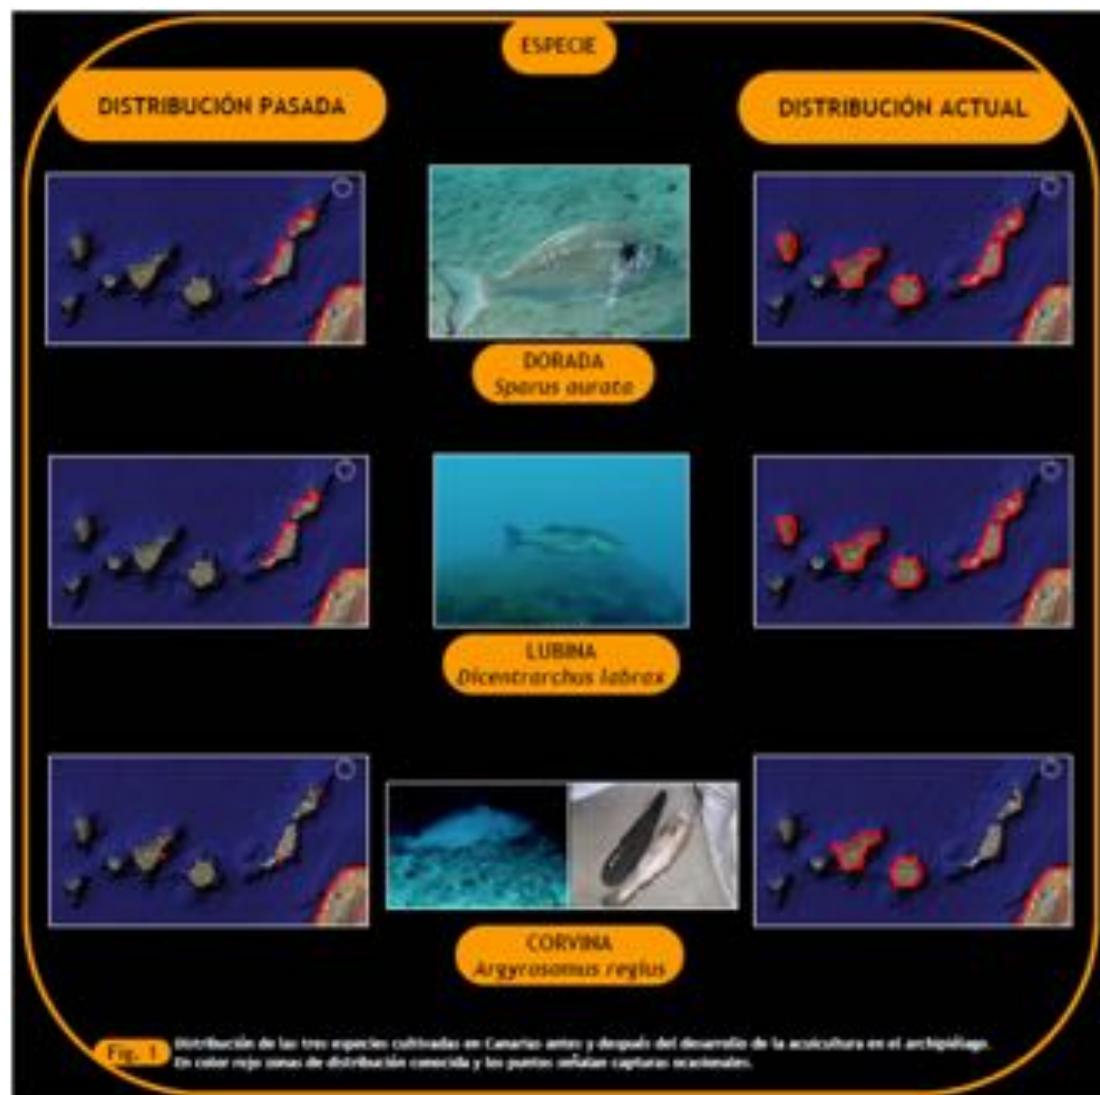 ESPECIE
DISTRIBUCIÓN PASADA
DISTRIBUCIÓN ACTUAL
DORADA
Sparus aurata
LUBINA
Dicentrarchus labrax
CORVINA
Argyrosomus regius
Fig. 1
Distribución de las tres especies cultivadas en Canarias antes y después del desarrollo de la acuicultura en el archipiélago.
En color rojo zonas de distribución conocida y los puntos señalan capturas ocasionales.